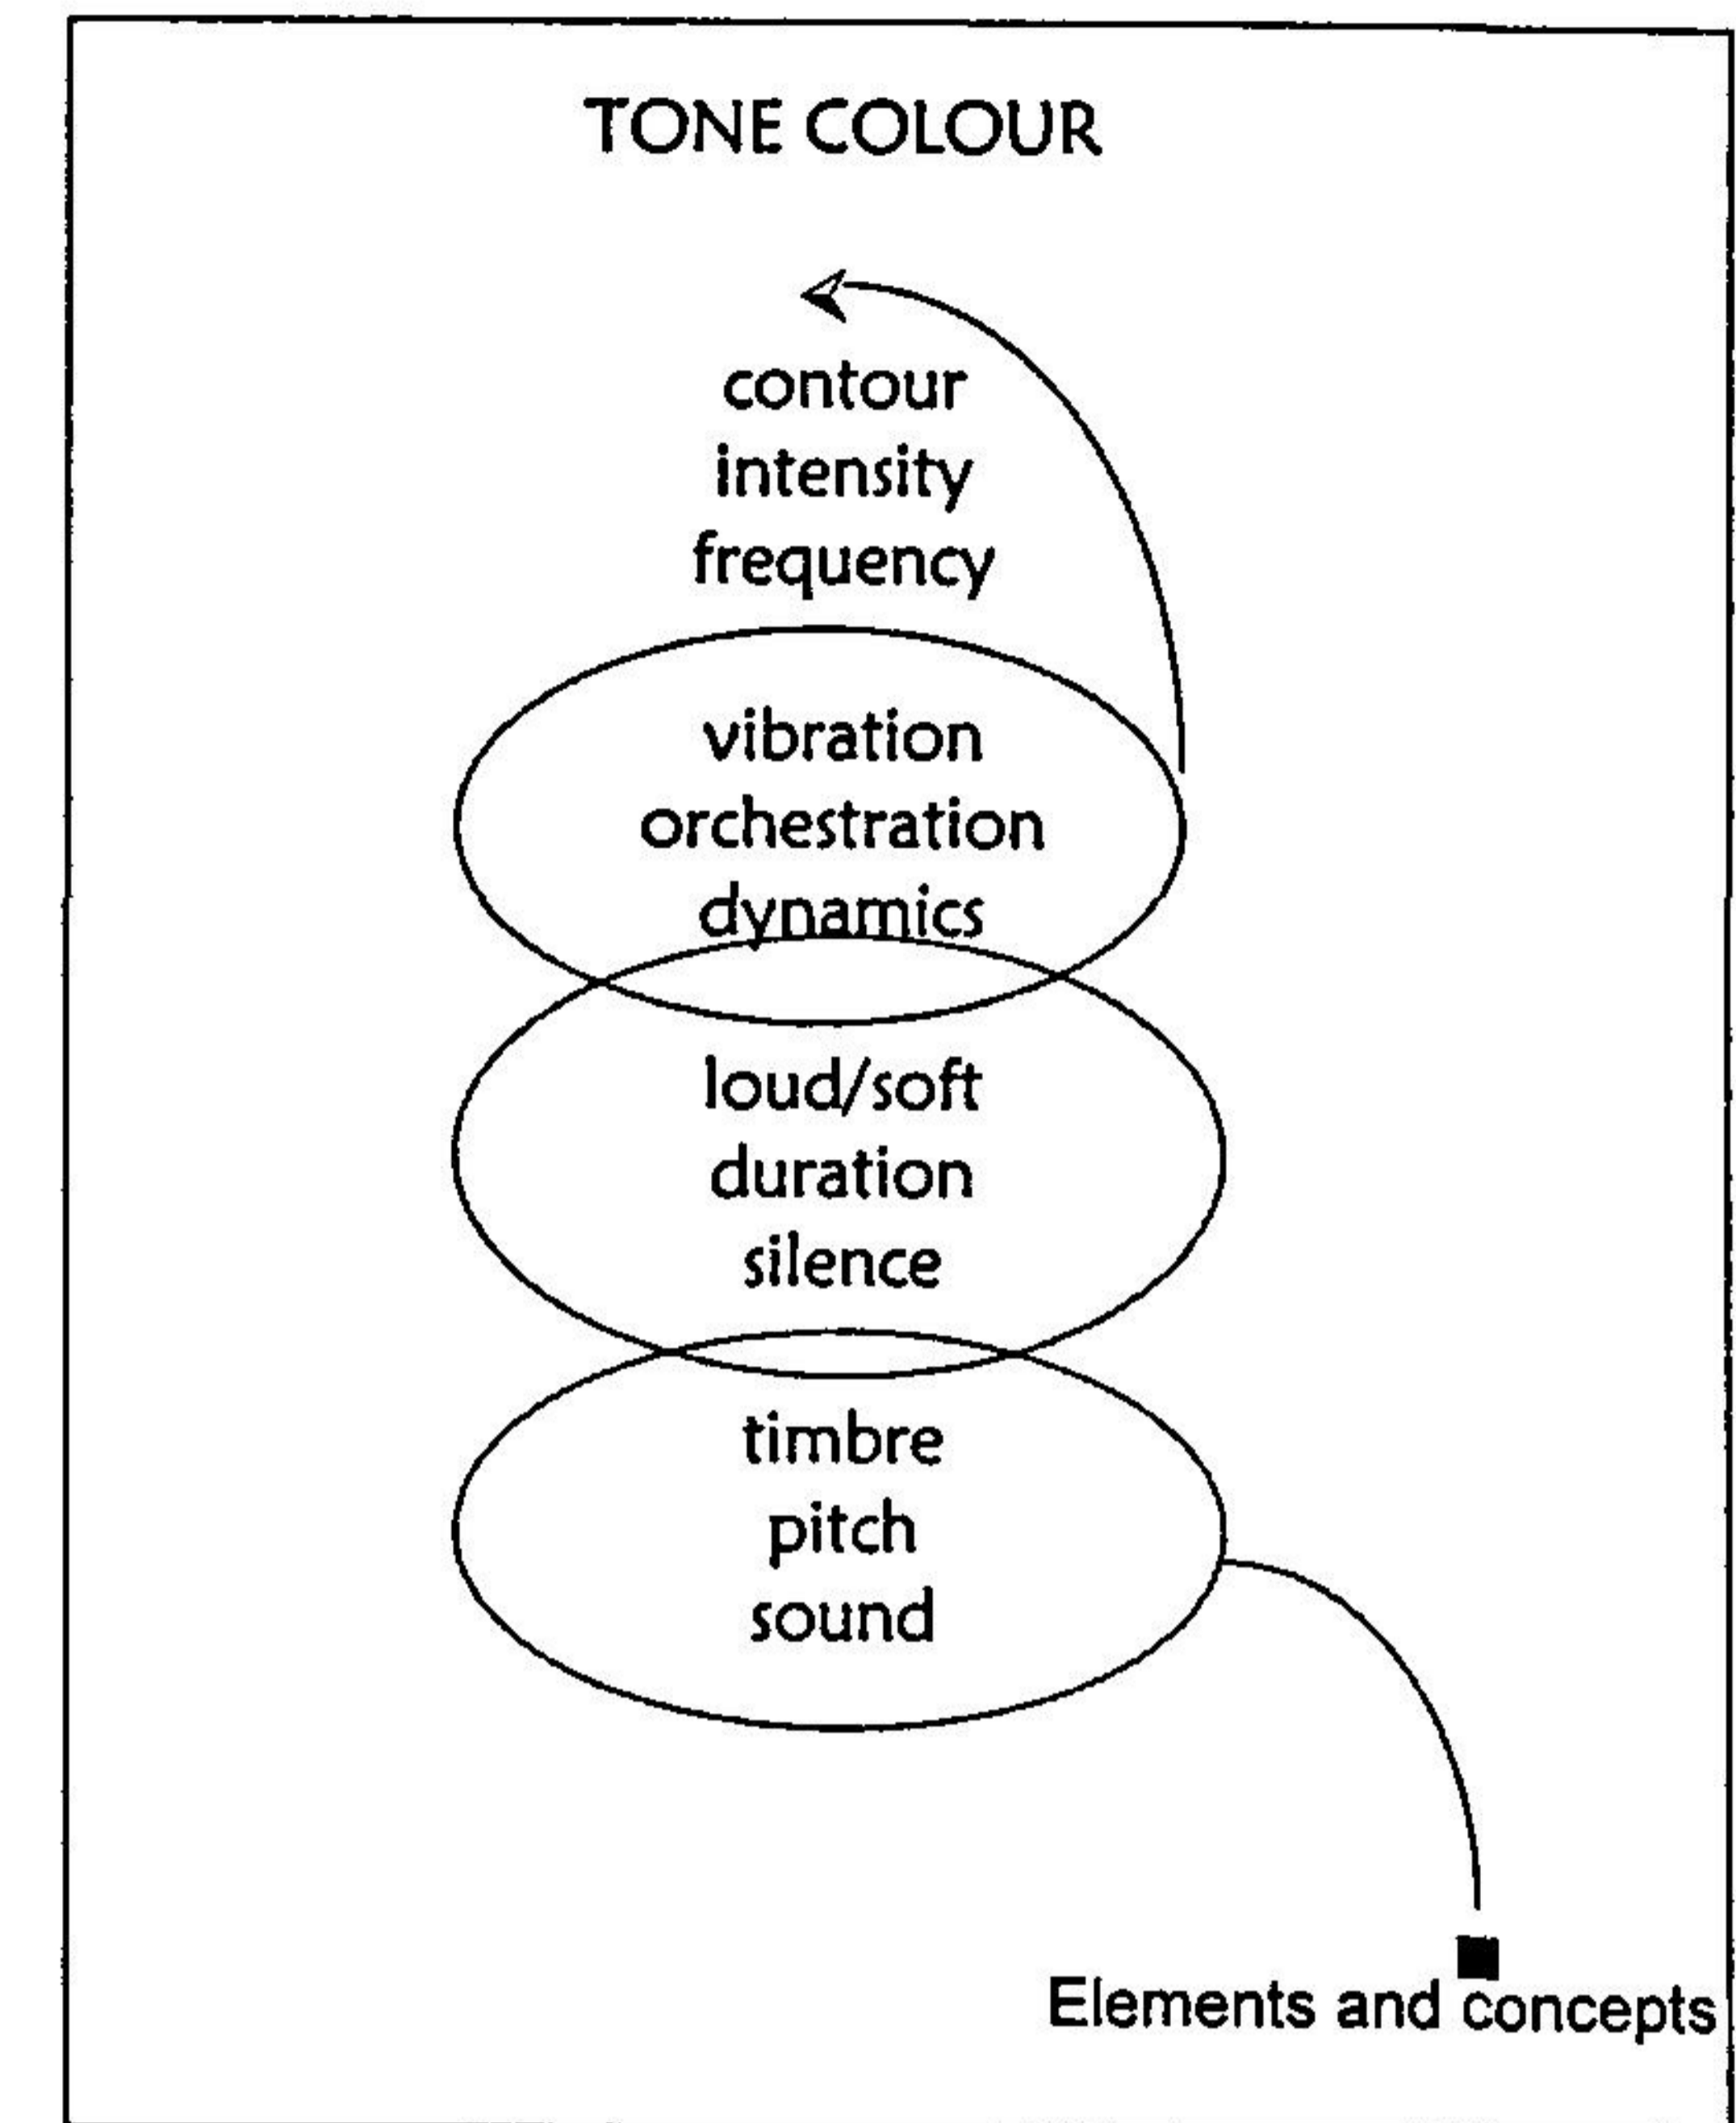 TONE COLOUR
contour
intensity
frequency
vibration
orchestration
dynamics
loud/soft
duration
silence
timbre
pitch
sound
Elements and concepts